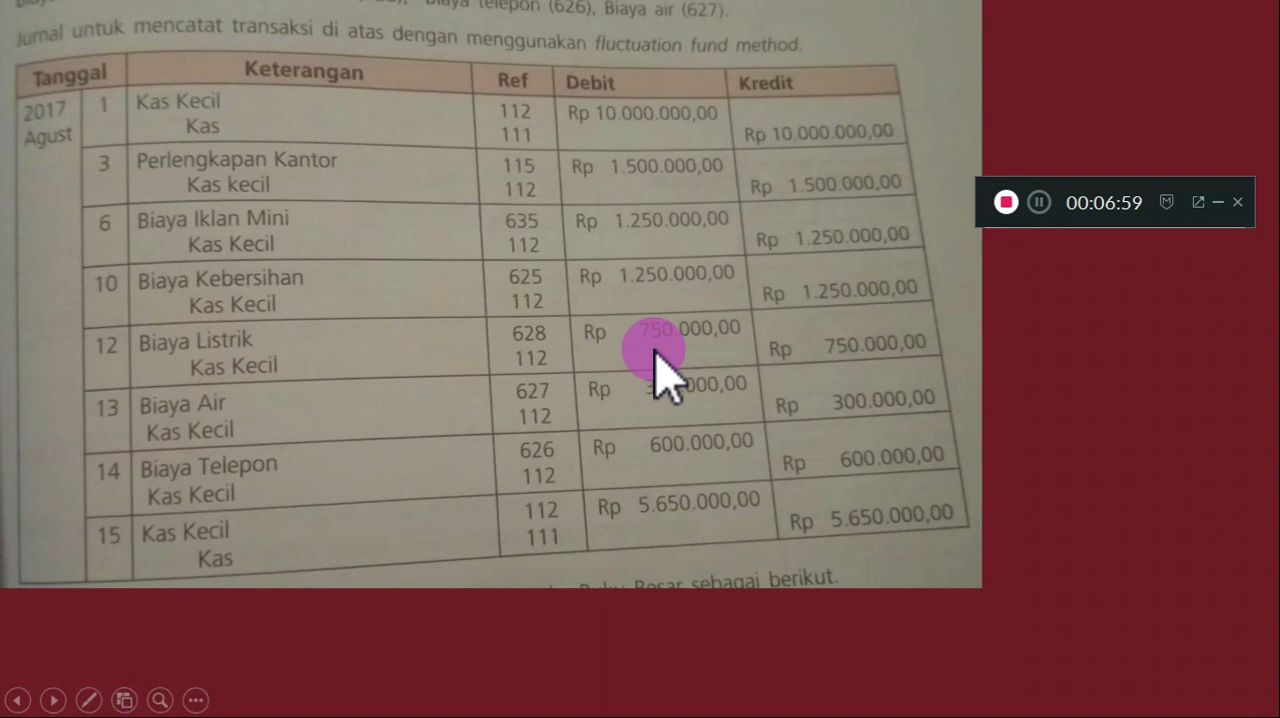 telepon (626), Biaya air (627).
Jurnal untuk mencatat transaksi di atas dengan menggunakan fluctuation fund method.
Tanggal Keterangan Ref Debit Kredit
2017 1 Kas Kecil 112 Rp 10.000.000,00
Agust Kas 111 Rp 10.000.000,00
3 Perlengkapan Kantor 115 Rp 1.500.000,00
Kas kecil 112 Rp 1.500.000,00
6 Biaya Iklan Mini 635 Rp 1.250.000,00
Kas Kecil 112 Rp 1.250.000,00
10 Biaya Kebersihan 625 Rp 1.250.000,00
Kas Kecil 112 Rp 1.250.000,00
12 Biaya Listrik 628 Rp 750.000,00
Kas Kecil 112 Rp 750.000,00
13 Biaya Air 627 Rp
Kas Kecil 112 Rp 300.000,00
14 Biaya Telepon 626 Rp 600.000,00
Kas Kecil 112 Rp 600.000,00
15 Kas Kecil 112 Rp 5.650.000,00
Kas 111 Rp 5.650.000,00
sebagai berikut.
00:06:59